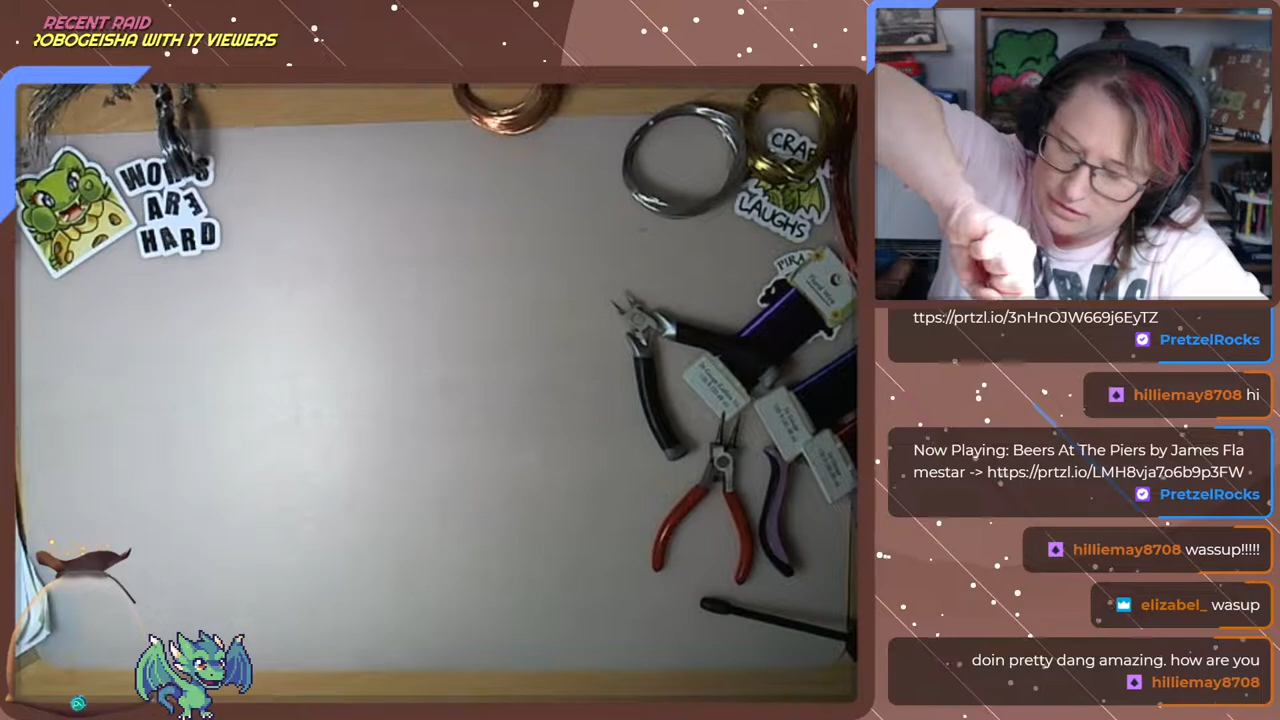 RECENT RAID
ROBOGEISHA WITH 17 VIEWERS
WORDS
ARE
HARD
CRAF
LAUGHS
ttps://prtzl.io/3nHnOJW669j6EyTZ
PretzelRocks
hilliemay8708 hi
Now Playing: Beers At The Piers by James Fla
mestar -> https://prtzl.io/LMH8vja7o6b9p3FW
PretzelRocks
hilliemay8708 wassup!!!!!
elizabel_ wasup
doin pretty dang amazing. how are you
hilliemay8708